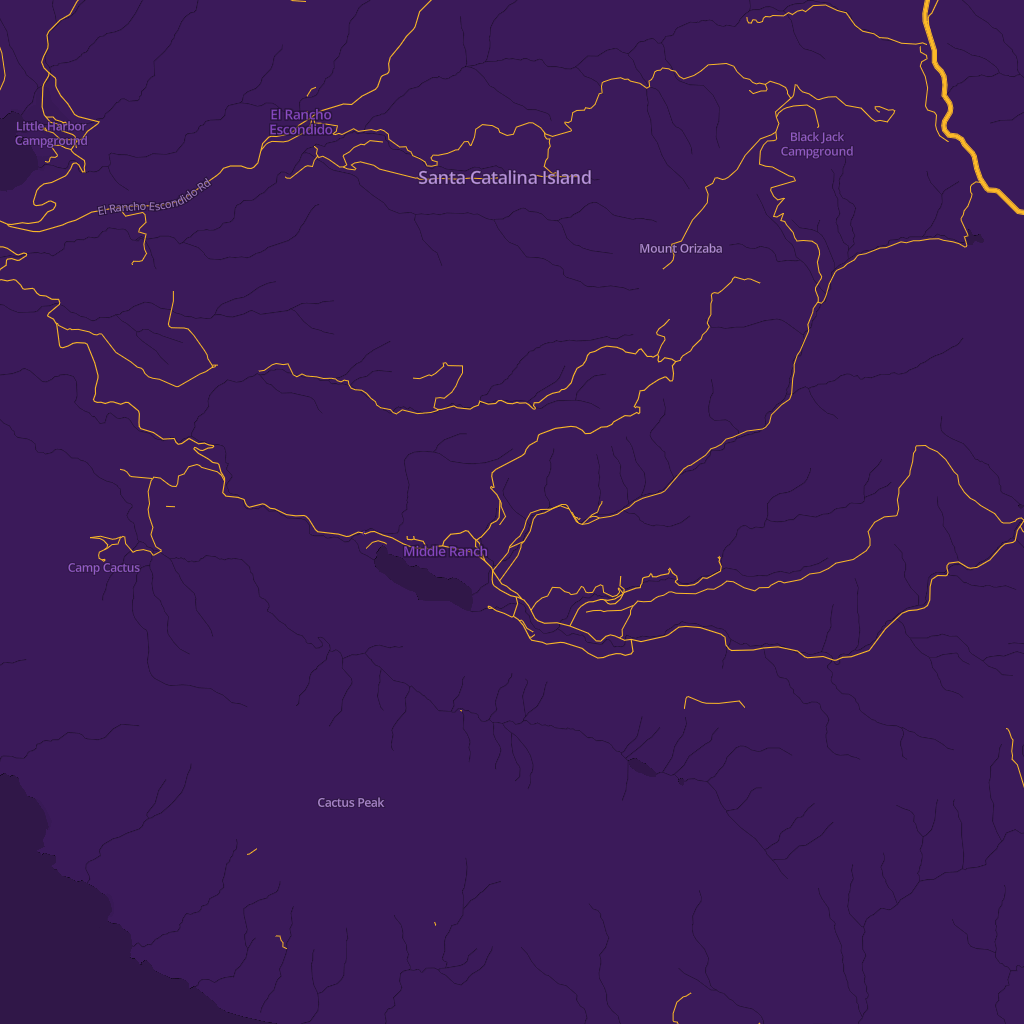 El Rancho
Escondido
Little Harbor
Campground
Black Jack
Campground
Santa Catalina Island
El Rancho Escondido Rd
Mount Orizaba
Middle Ranch
Camp Cactus
Cactus Peak